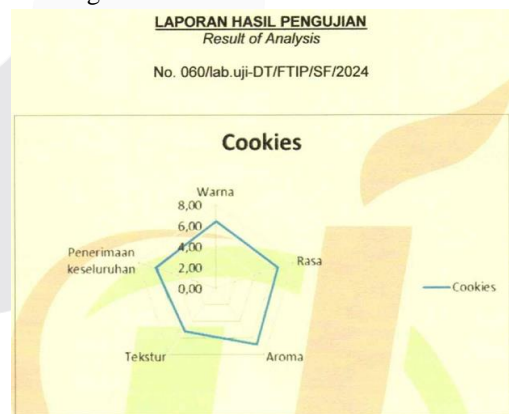 LAPORAN HASIL PENGUJIAN
Result of Analysis
No. 060/lab.uji-DT/FTIP/SF/2024
Cookies
Warna
8,00
6,00
4,00
2,00
0,00
Rasa
Aroma
Tekstur
Penerimaan
keseluruhan
Cookies